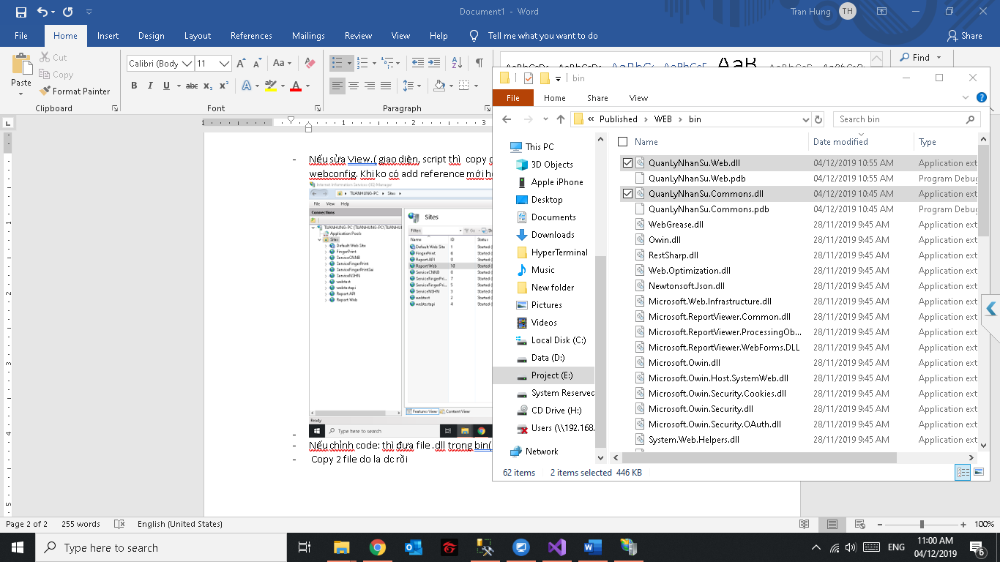 Document1 - Word
Tran Hung
TH
File
Home
Insert
Design
Layout
References
Mailings
Review
View
Help
Tell me what you want to do
Share
Paste
Cut
Copy
Format Painter
Clipboard
Calibri (Body
11
Font
Paragraph
Find
1
2
3
- Nếu sửa View.( giao diện, script thì copy
webconfig. Khi ko có add reference mới
Internet Information Services (IIS) Manager
TUANHUNG-PC
Sites
File View Help
Connections
TUANHUNG-PC (TUANHUNG-PC\TUANHU
Application Pools
Sites
Default Web Site
FingerPrint
ServiceCNNB
ServiceFingerPrint
ServiceFingerPrintSai
ServiceNSHN
webtest
webtestapi
Report API
Report Web
Sites
Filter:
Go
Name ID Status
Default Web Site 1 Started (
FingerPrint 6 Started (
Report API 9 Started (
Report Web 10 Started (
ServiceCNNB 8 Started (
ServiceFingerPri... 7 Started (
ServiceFingerPri... 5 Started (
ServiceNSHN 3 Started (
webtest 2 Started (
webtestapi 4 Started (
Features View Content View
Ready
Type here to search
-
- Nếu chỉnh code: thì đưa file .dll trong bin(
- Copy 2 file do la dc rồi
bin
File
Home
Share
View
« Published > WEB > bin
Search bin
This PC
3D Objects
Apple iPhone
Desktop
Documents
Downloads
HyperTerminal
Music
New folder
Pictures
Videos
Local Disk (C:)
Data (D:)
Project (E:)
System Reserved
CD Drive (H:)
Users (\\192.168.
Network
Name Date modified Type
QuanLyNhanSu.Web.dll 04/12/2019 10:55 AM Application ext
QuanLyNhanSu.Web.pdb 04/12/2019 10:55 AM Program Debug
QuanLyNhanSu.Commons.dll 04/12/2019 10:45 AM Application ext
QuanLyNhanSu.Commons.pdb 04/12/2019 10:45 AM Program Debug
WebGrease.dll 28/11/2019 9:45 AM Application ext
Owin.dll 28/11/2019 9:45 AM Application ext
RestSharp.dll 28/11/2019 9:45 AM Application ext
Web.Optimization.dll 28/11/2019 9:45 AM Application ext
Newtonsoft.Json.dll 28/11/2019 9:45 AM Application ext
Microsoft.Web.Infrastructure.dll 28/11/2019 9:45 AM Application ext
Microsoft.ReportViewer.Common.dll 28/11/2019 9:45 AM Application ext
Microsoft.ReportViewer.ProcessingOb... 28/11/2019 9:45 AM Application ext
Microsoft.ReportViewer.WebForms.DLL 28/11/2019 9:45 AM Application ext
Microsoft.Owin.dll 28/11/2019 9:45 AM Application ext
Microsoft.Owin.Host.SystemWeb.dll 28/11/2019 9:45 AM Application ext
Microsoft.Owin.Security.Cookies.dll 28/11/2019 9:45 AM Application ext
Microsoft.Owin.Security.dll 28/11/2019 9:45 AM Application ext
Microsoft.Owin.Security.OAuth.dll 28/11/2019 9:45 AM Application ext
System.Web.Helpers.dll 28/11/2019 9:45 AM Application ext
62 items 2 items selected 446 KB
Page 2 of 2 255 words English (United States)
100%
Type here to search
ENG
11:00 AM
04/12/2019
6